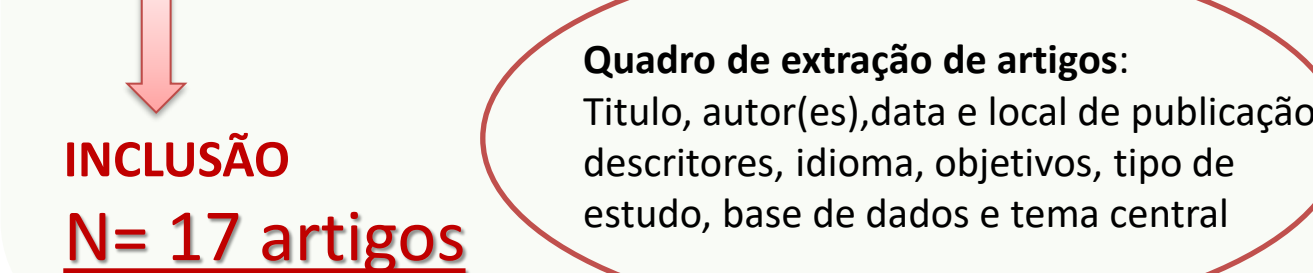 INCLUSÃO
N= 17 artigos
Quadro de extração de artigos:
Titulo, autor(es),data e local de publicação
descritores, idioma, objetivos, tipo de
estudo, base de dados e tema central